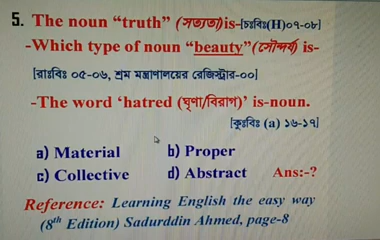 5. The noun “truth” (সত্যতা)is-[চঃবিঃ(H)০৭-০৮]
-Which type of noun “beauty”(সৌন্দর্য) is-
[রাঃবিঃ ০৫-০৬, শ্রম মন্ত্রাণালয়ের রেজিস্ট্রার-০০]
-The word ‘hatred (ঘৃণা/বিরাগ)’ is-noun.
[কুঃবিঃ (a) ১৬-১৭]
a) Material b) Proper
c) Collective d) Abstract Ans:-?
Reference: Learning English the easy way
(8th Edition) Sadurddin Ahmed, page-8